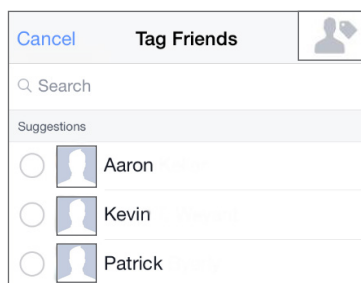 Cancel Tag Friends
Search
Suggestions
Aaron
Kevin
Patrick